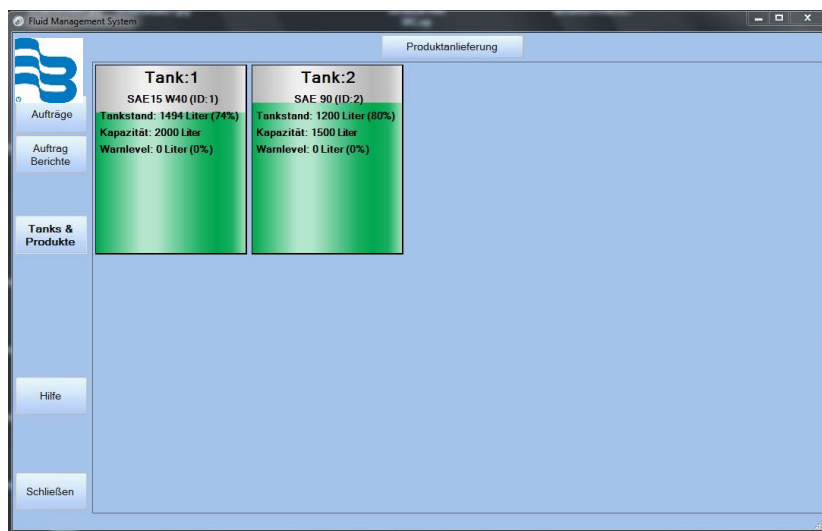 Fluid Management System
Produktanlieferung
Aufträge
Auftrag
Berichte
Tanks &
Produkte
Hilfe
Schließen
Tank:1
SAE15 W40 (ID:1)
Tankstand: 1494 Liter (74%)
Kapazität: 2000 Liter
Warnlevel: 0 Liter (0%)
Tank:2
SAE 90 (ID:2)
Tankstand: 1200 Liter (80%)
Kapazität: 1500 Liter
Warnlevel: 0 Liter (0%)